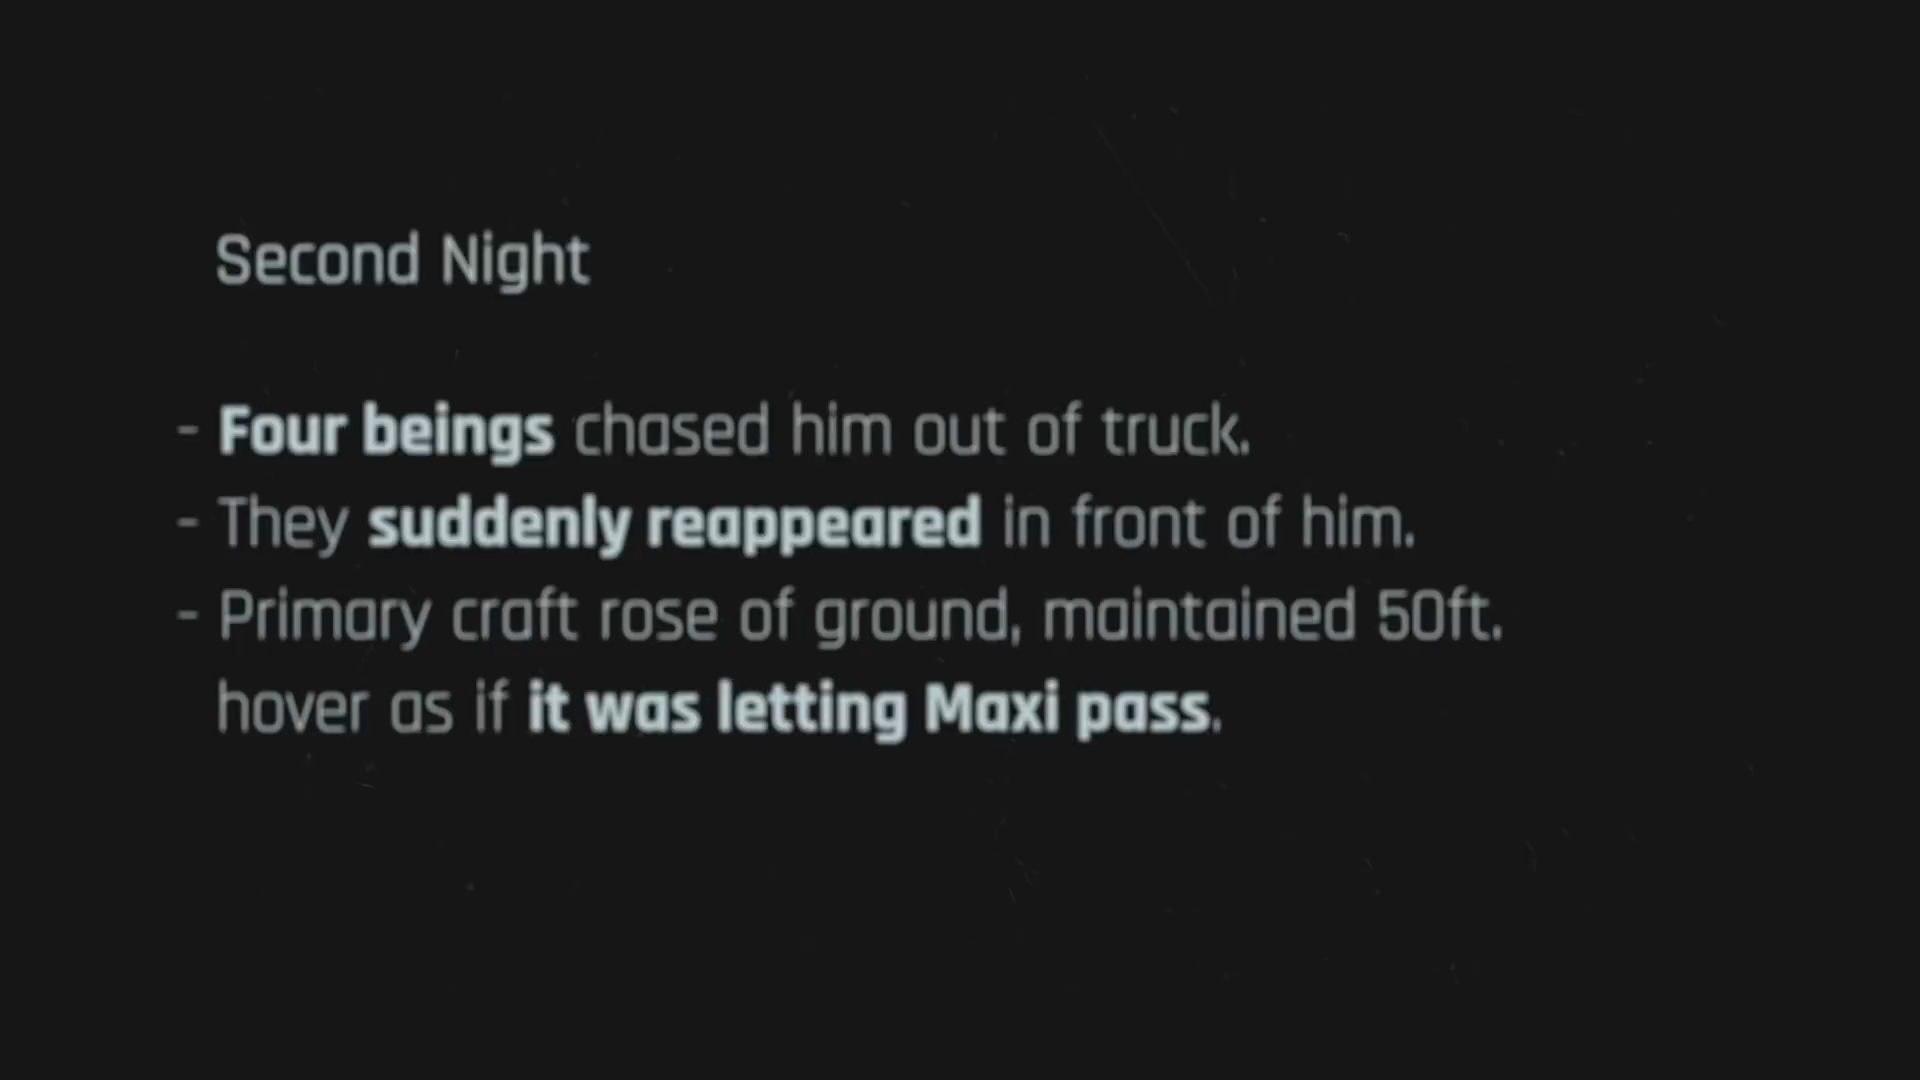 Second Night
- Four beings chased him out of truck.
- They suddenly reappeared in front of him.
- Primary craft rose of ground, maintained 50ft.
hover as if it was letting Maxi pass.